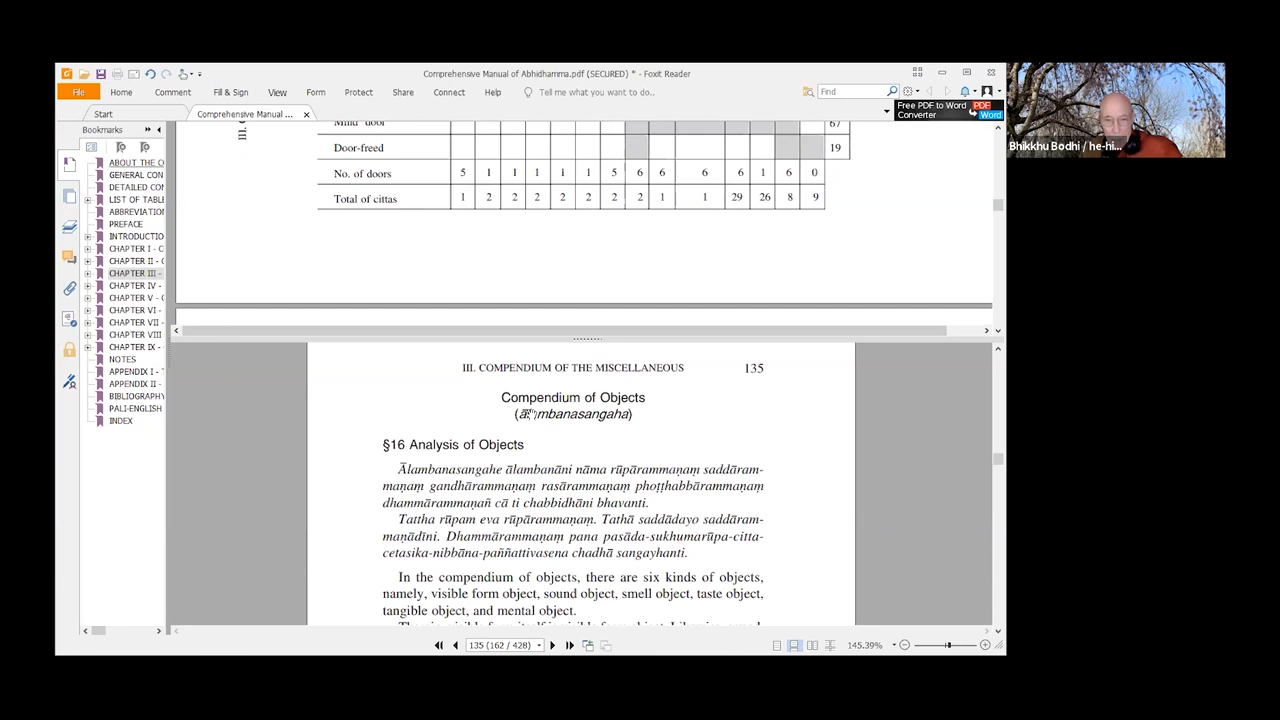 Comprehensive Manual of Abhidhamma.pdf (SECURED) * - Foxit Reader
File Home Comment View Form Fill & Sign Protect Share Connect Help Tell me what you want to do.. Find
Start Comprehensive Manual ...
Free PDF to Word Converter PDF Word
Bookmarks
ABOUT THE C
GENERAL CON
DETAILED CON
LIST OF TABLE
ABBREVIATION
PREFACE
INTRODUCTIO
CHAPTER I - C
CHAPTER II - C
CHAPTER III -
CHAPTER IV -
CHAPTER V - C
CHAPTER VI -
CHAPTER VII -
CHAPTER VIII
CHAPTER IX -
NOTES
APPENDIX I - T
APPENDIX II -
BIBLIOGRAPHY
PALI-ENGLISH
INDEX
Mind door 67
Door-freed 19
No. of doors 5 1 1 1 1 1 5 6 6 6 6 1 6 0
Total of cittas 1 2 2 2 2 2 2 2 1 1 29 26 8 9
III. COMPENDIUM OF THE MISCELLANEOUS 135
Compendium of Objects
§16 Analysis of Objects
Ālambanasangahe ālambanāni nāma rūpārammaṇaṃ saddāram-
maṇaṃ gandhārammaṇaṃ rasārammaṇaṃ phoṭṭhabbārammaṇaṃ
dhammārammaṇañ cā ti chabbidhāni bhavanti.
Tattha rūpam eva rūpārammaṇaṃ. Tathā saddādayo saddāram-
maṇādīni. Dhammārammaṇaṃ pana pasāda-sukhumarūpa-citta-
cetasika-nibbāna-paññattivasena chadhā sangayhanti.
In the compendium of objects, there are six kinds of objects,
namely, visible form object, sound object, smell object, taste object,
tangible object, and mental object.
135 (162 / 428)
145.39%
Bhikkhu Bodhi / he-hi...